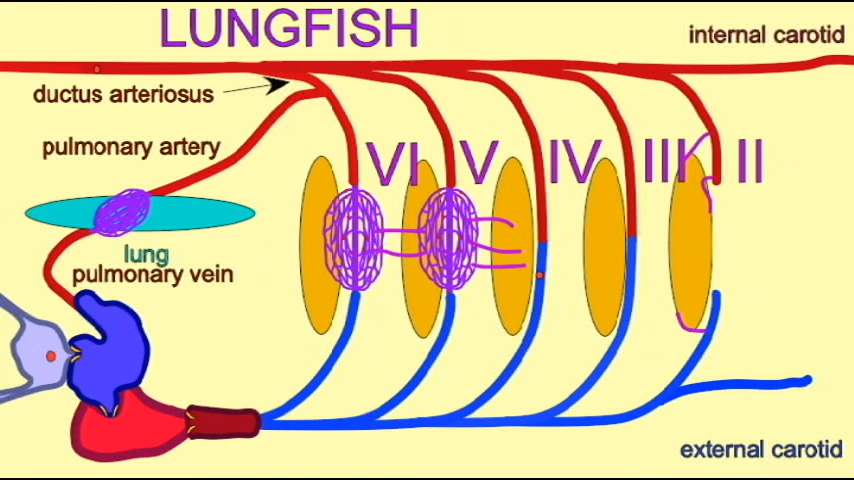 LUNGFISH
internal carotid
ductus arteriosus
pulmonary artery
VI V IV III II
lung
pulmonary vein
external carotid